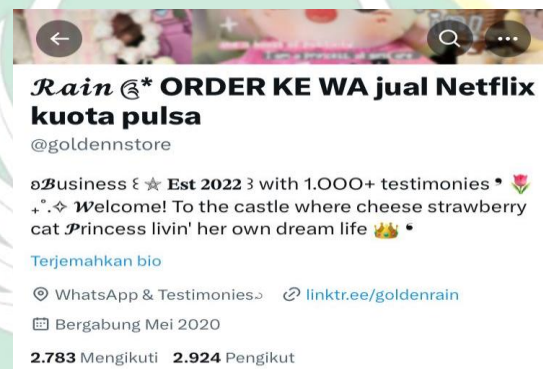 𝓡𝓪𝓲𝓷 ༊* ORDER KE WA jual Netflix
kuota pulsa
@goldennstore
ʚ𝓑usiness ꒰ ☆ 𝐄𝐬𝐭 𝟐𝟎𝟐𝟐 ꒱ with 1.OOO+ testimonies ❜ 🌷
₊˚.✧ 𝓦elcome! To the castle where cheese strawberry
cat 𝓟rincess livin' her own dream life 👑 ❛
Terjemahkan bio
WhatsApp & Testimonies
linktr.ee/goldenrain
Bergabung Mei 2020
2.783 Mengikuti 2.924 Pengikut